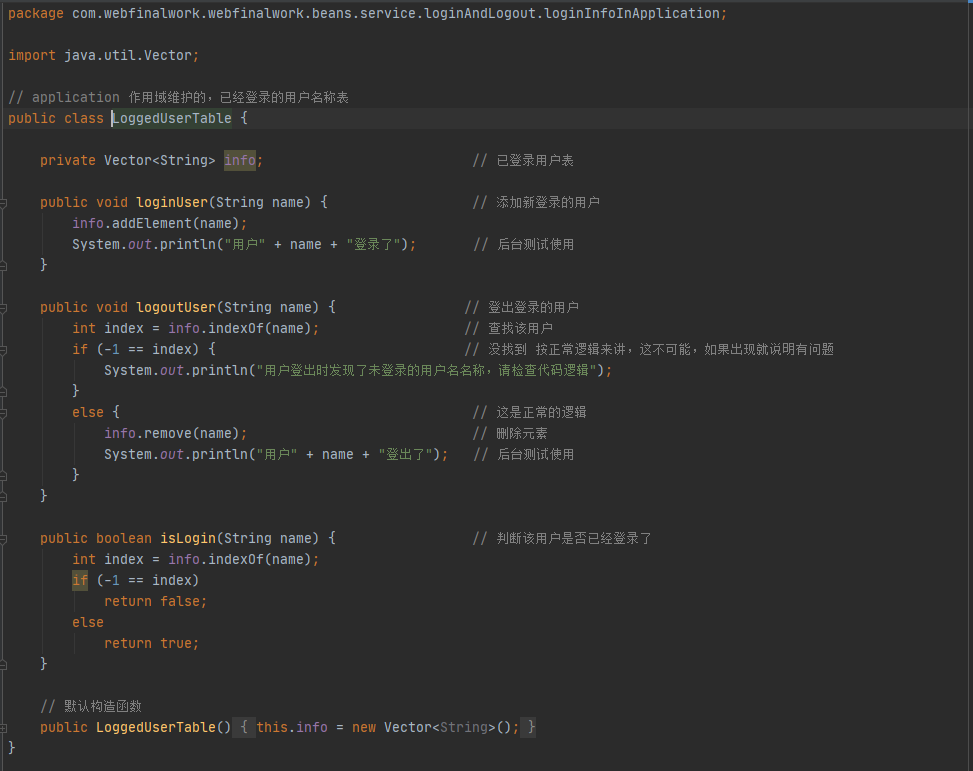 package com.webfinalwork.webfinalwork.beans.service.loginAndLogout.loginInfoInApplication;
import java.util.Vector;
// application 作用域维护的，已经登录的用户名称表
public class LoggedUserTable {
private Vector<String> info; // 已登录用户表
public void loginUser(String name) { // 添加新登录的用户
info.addElement(name);
System.out.println("用户" + name + "登录了"); // 后台测试使用
}
public void logoutUser(String name) { // 登出登录的用户
int index = info.indexOf(name); // 查找该用户
if (-1 == index) { // 没找到 按正常逻辑来讲，这不可能，如果出现就说明有问题
System.out.println("用户登出时发现了未登录的用户名名称，请检查代码逻辑");
}
else { // 这是正常的逻辑
info.remove(name); // 删除元素
System.out.println("用户" + name + "登出了"); // 后台测试使用
}
}
public boolean isLogin(String name) { // 判断该用户是否已经登录了
int index = info.indexOf(name);
if (-1 == index)
return false;
else
return true;
}
// 默认构造函数
public LoggedUserTable() { this.info = new Vector<String>(); }
}